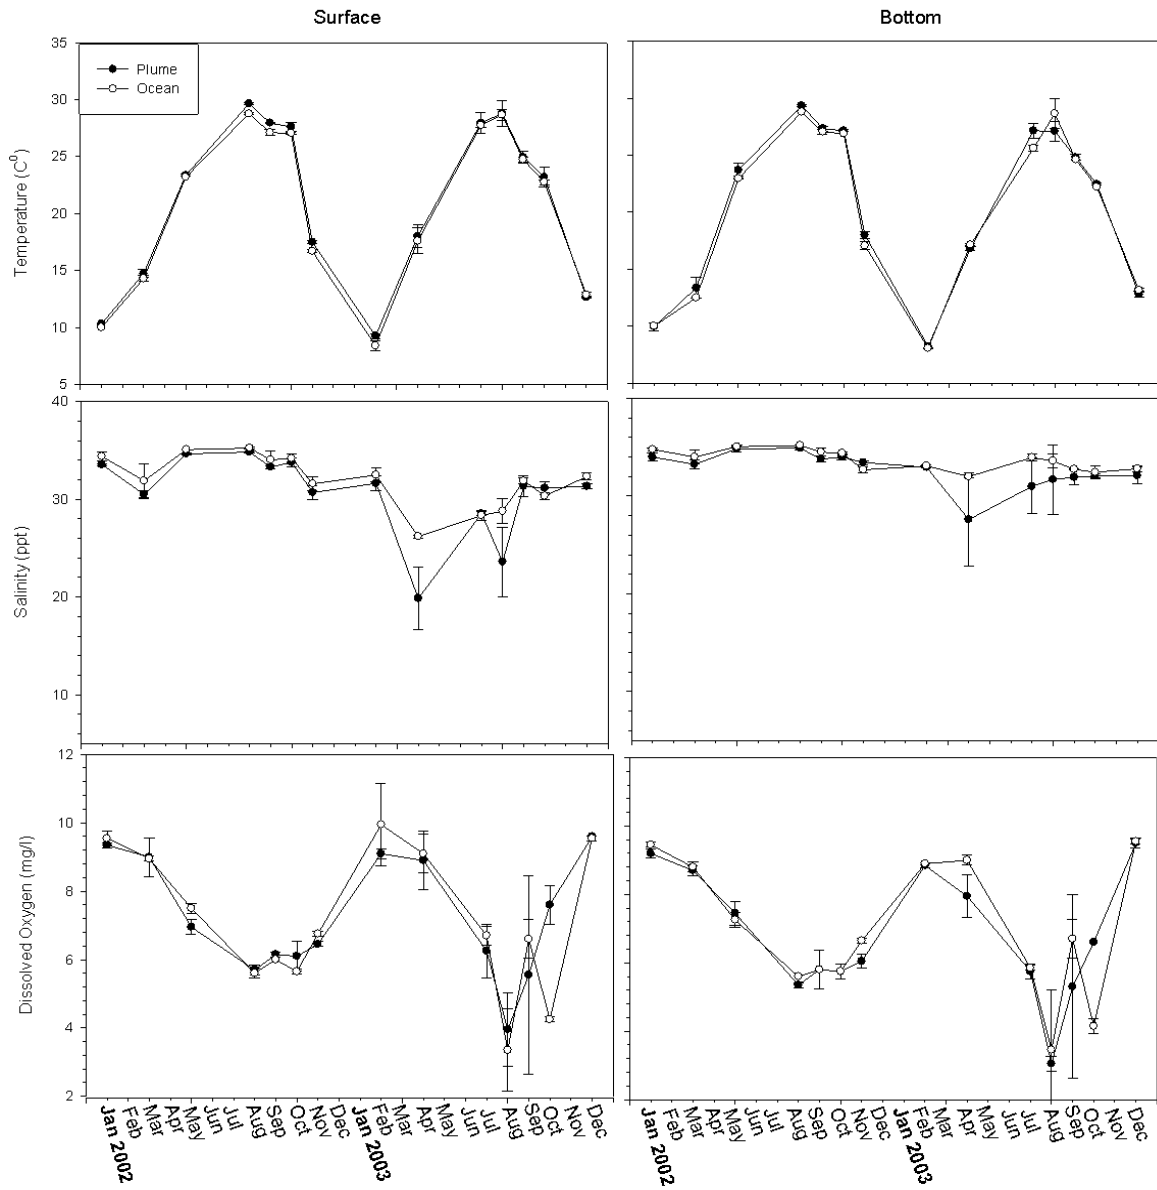 Surface
Bottom
35
30
25
20
15
10
5
Temperature (C⁰)
Plume
Ocean
40
30
20
10
Salinity (ppt)
12
10
8
6
4
2
Dissolved Oxygen (mg/l)
Jan 2002
Feb
Mar
Apr
May
Jun
Jul
Aug
Sep
Oct
Nov
Dec
Jan 2003
Feb
Mar
Apr
May
Jun
Jul
Aug
Sep
Oct
Nov
Dec
Jan 2002
Feb
Mar
Apr
May
Jun
Jul
Aug
Sep
Oct
Nov
Dec
Jan 2003
Feb
Mar
Apr
May
Jun
Jul
Aug
Sep
Oct
Nov
Dec